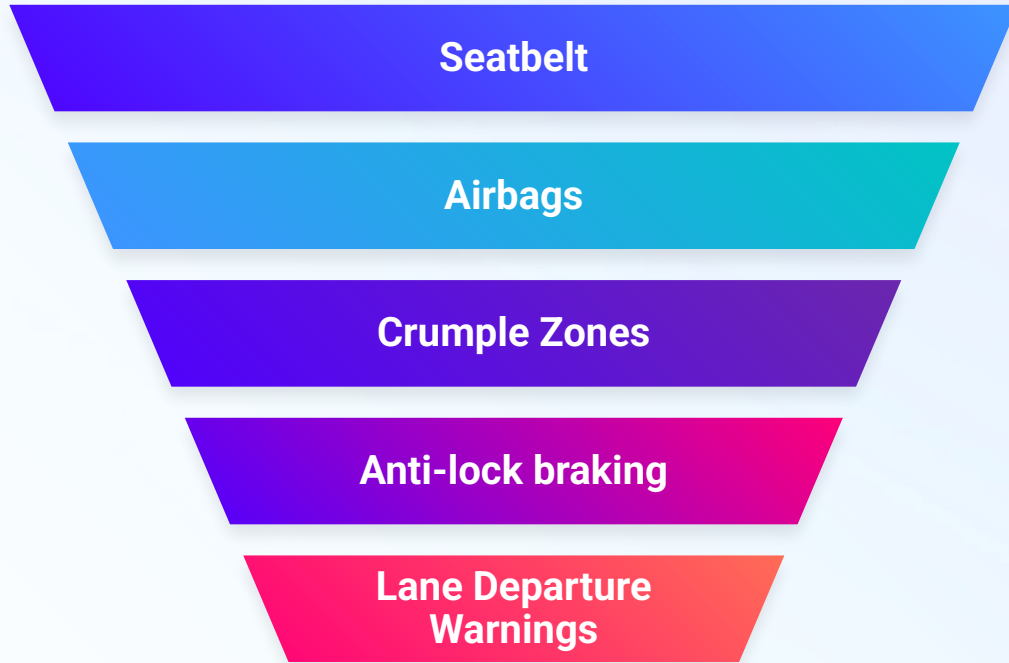 Seatbelt
Airbags
Crumple Zones
Anti-lock braking
Lane Departure
Warnings